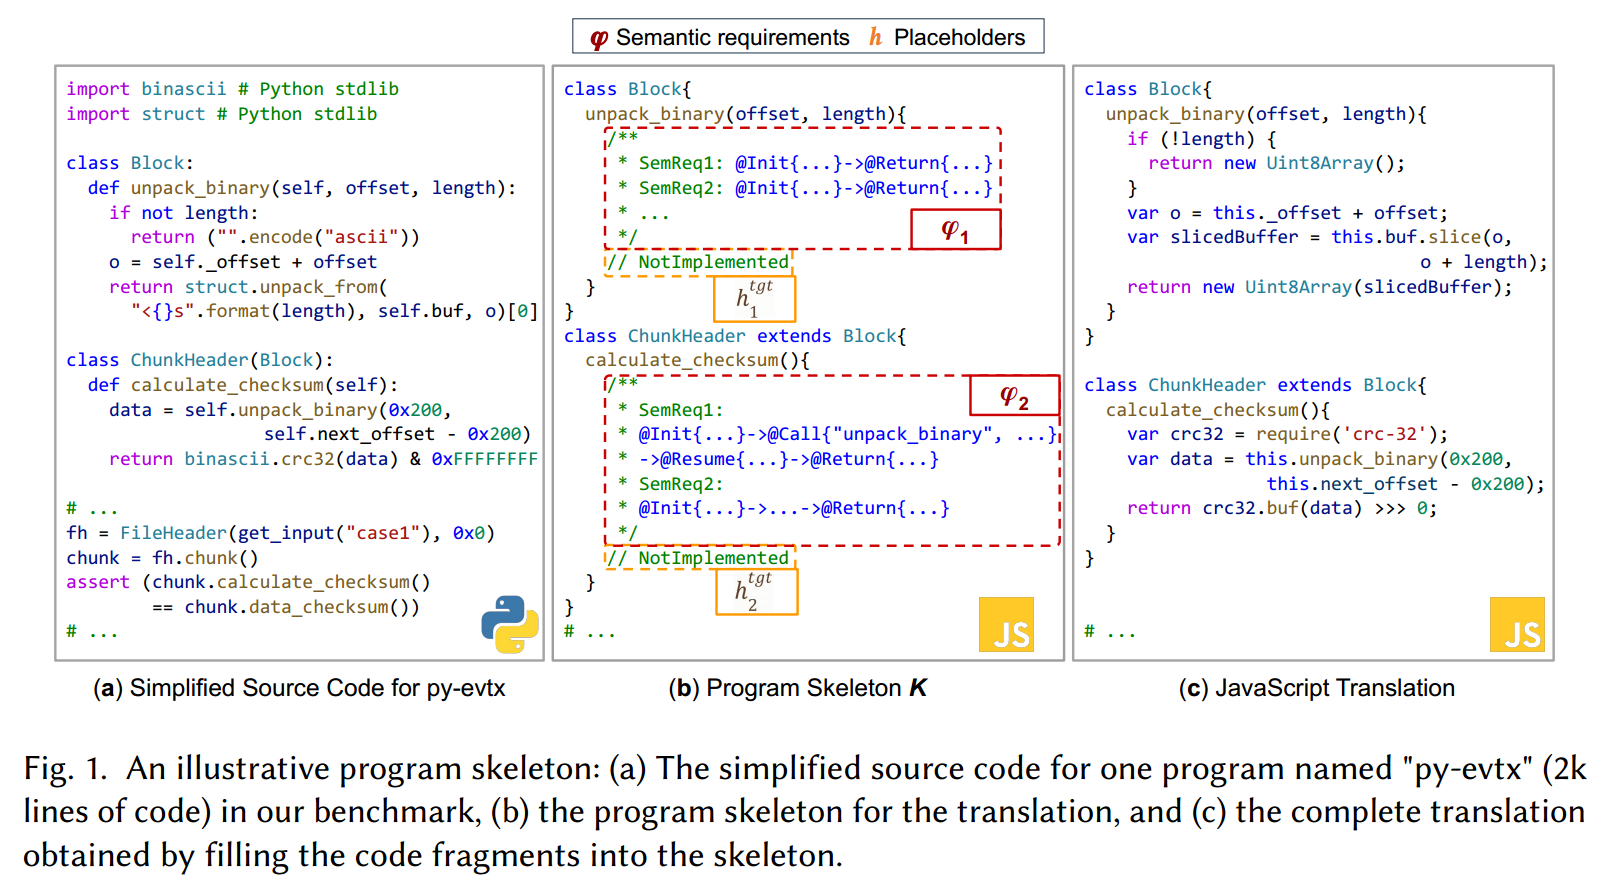 φ Semantic requirements h Placeholders
import binascii # Python stdlib
import struct # Python stdlib
class Block:
def unpack_binary(self, offset, length):
if not length:
return ("".encode("ascii"))
o = self._offset + offset
return struct.unpack_from(
"<{}s".format(length), self.buf, o)[0]
class ChunkHeader(Block):
def calculate_checksum(self):
data = self.unpack_binary(0x200,
self.next_offset - 0x200)
return binascii.crc32(data) & 0xFFFFFFFF
# ...
fh = FileHeader(get_input("case1"), 0x0)
chunk = fh.chunk()
assert (chunk.calculate_checksum()
== chunk.data_checksum())
# ...
(a) Simplified Source Code for py-evtx
class Block{
unpack_binary(offset, length){
/**
* SemReq1: @Init{...}->@Return{...}
* SemReq2: @Init{...}->@Return{...}
* ...
*/
φ1
// NotImplemented
h1tgt
}
}
class ChunkHeader extends Block{
calculate_checksum(){
/**
φ2
* SemReq1:
* @Init{...}->@Call{"unpack_binary", ...}
* ->@Resume{...}->@Return{...}
* SemReq2:
* @Init{...}->...->@Return{...}
*/
// NotImplemented
h2tgt
}
}
# ...
JS
(b) Program Skeleton K
class Block{
unpack_binary(offset, length){
if (!length) {
return new Uint8Array();
}
var o = this._offset + offset;
var slicedBuffer = this.buf.slice(o,
o + length);
return new Uint8Array(slicedBuffer);
}
}
class ChunkHeader extends Block{
calculate_checksum(){
var crc32 = require('crc-32');
var data = this.unpack_binary(0x200,
this.next_offset - 0x200);
return crc32.buf(data) >>> 0;
}
}
# ...
JS
(c) JavaScript Translation
Fig. 1. An illustrative program skeleton: (a) The simplified source code for one program named "py-evtx" (2k
lines of code) in our benchmark, (b) the program skeleton for the translation, and (c) the complete translation
obtained by filling the code fragments into the skeleton.